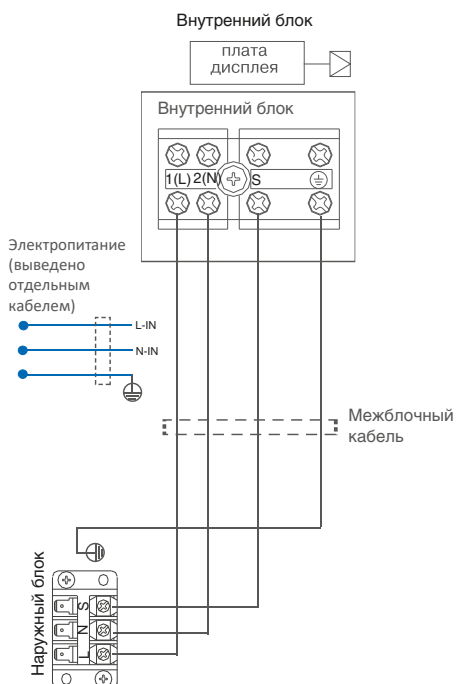 Внутренний блок
плата
дисплея
Внутренний блок
1(L) 2(N) S
Электропитание
(выведено
отдельным
кабелем)
L-IN
N-IN
Межблочный
кабель
Наружный блок
S
N
L